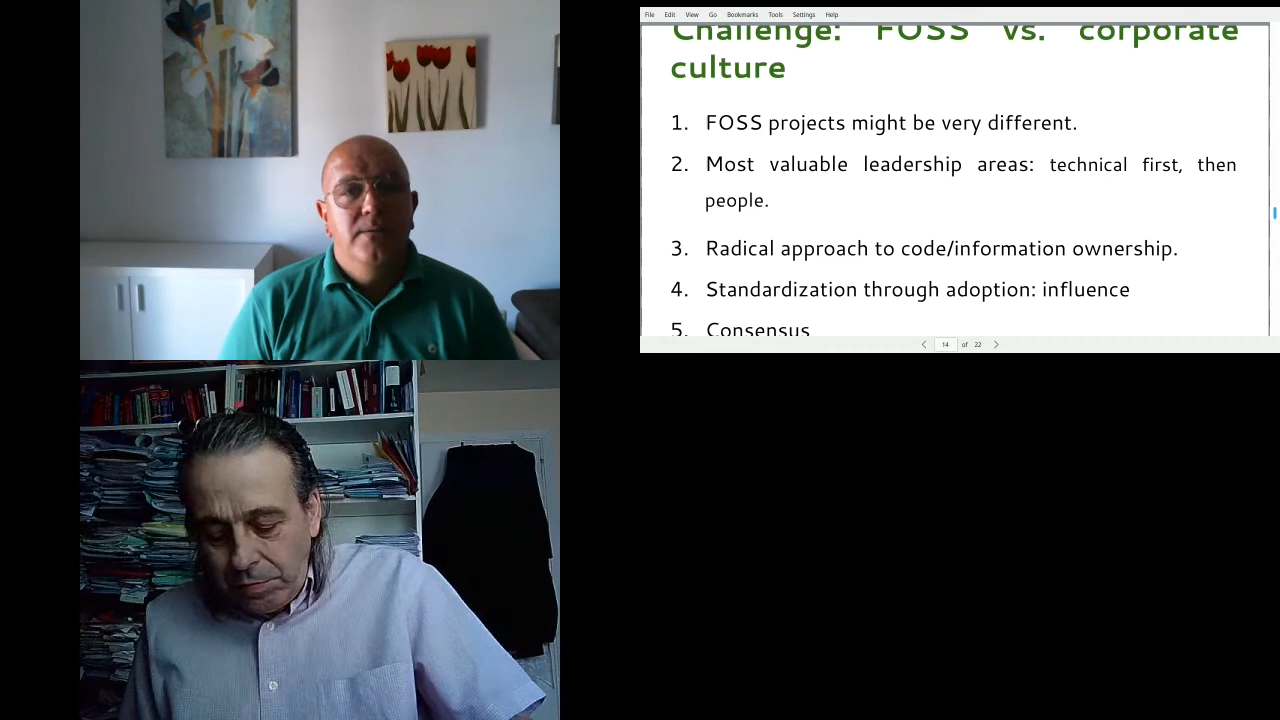 File Edit View Go Bookmarks Tools Settings Help
Challenge: FOSS vs. corporate
culture
1. FOSS projects might be very different.
2. Most valuable leadership areas: technical first, then
people.
3. Radical approach to code/information ownership.
4. Standardization through adoption: influence
5. Consensus
14 of 22